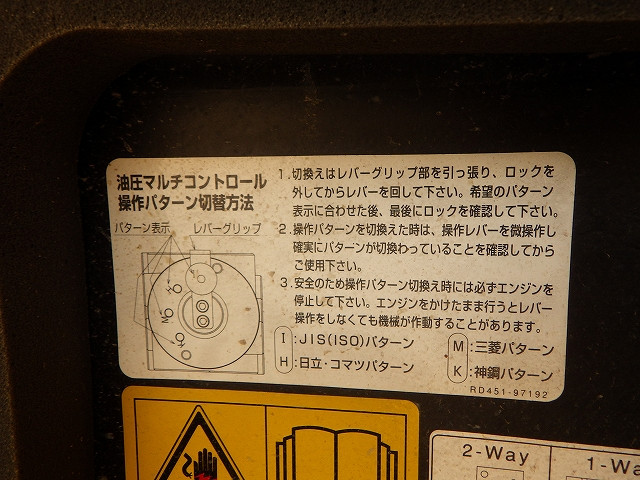 油圧マルチコントロール
操作パターン切替方法
パターン表示
レバーグリップ
1.切換えはレバーグリップ部を引っ張り、ロックを
外してからレバーを回して下さい。希望のパターン
表示に合わせた後、最後にロックを確認して下さい。
2.操作パターンを切換えた時は、操作レバーを微操作し
確実にパターンが切換わっていることを確認してから
ご使用下さい。
3.安全のため操作パターン切換え時には必ずエンジンを
停止して下さい。エンジンをかけたまま行うとレバー
操作をしなくても機械が作動することがあります。
I:JIS(ISO)パターン
H:日立・コマツパターン
M:三菱パターン
K:神鋼パターン
RD451-97192
2-Way
1-Wa